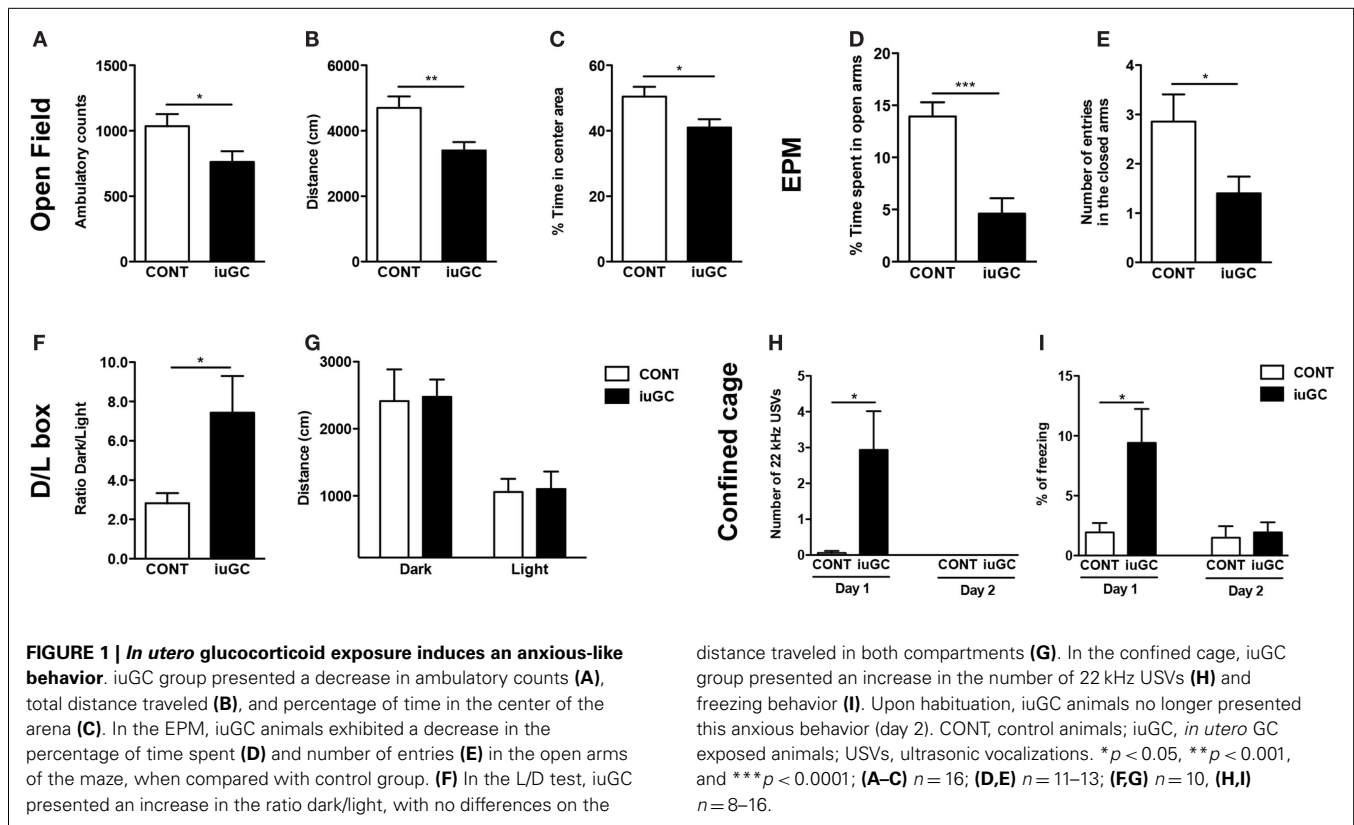 A
B
C
D
E
Open Field
Ambulatory counts
1500
1000
500
0
*
CONT iuGC
Distance (cm)
6000
4000
2000
0
**
CONT iuGC
% Time in center area
60
40
20
0
*
CONT iuGC
EPM
% Time spent in open arms
20
15
10
5
0
***
CONT iuGC
Number of entries
in the closed arms
4
3
2
1
0
*
CONT iuGC
F
G
H
I
D/L box
Ratio Dark/Light
10.0
8.0
6.0
4.0
2.0
0.0
*
CONT iuGC
Distance (cm)
3000
2000
1000
Dark Light
CONT
iuGC
Confined cage
Number of 22 kHz USVs
5
4
3
2
1
0
*
CONT iuGC CONT iuGC
Day 1 Day 2
% of freezing
15
10
5
0
*
CONT iuGC CONT iuGC
Day 1 Day 2
CONT
iuGC
FIGURE 1 | In utero glucocorticoid exposure induces an anxious-like
behavior. iuGC group presented a decrease in ambulatory counts (A),
total distance traveled (B), and percentage of time in the center of the
arena (C). In the EPM, iuGC animals exhibited a decrease in the
percentage of time spent (D) and number of entries (E) in the open arms
of the maze, when compared with control group. (F) In the L/D test, iuGC
presented an increase in the ratio dark/light, with no differences on the
distance traveled in both compartments (G). In the confined cage, iuGC
group presented an increase in the number of 22 kHz USVs (H) and
freezing behavior (I). Upon habituation, iuGC animals no longer presented
this anxious behavior (day 2). CONT, control animals; iuGC, in utero GC
exposed animals; USVs, ultrasonic vocalizations. *p < 0.05, **p < 0.001,
and ***p < 0.0001; (A–C) n = 16; (D,E) n = 11–13; (F,G) n = 10, (H,I)
n = 8–16.